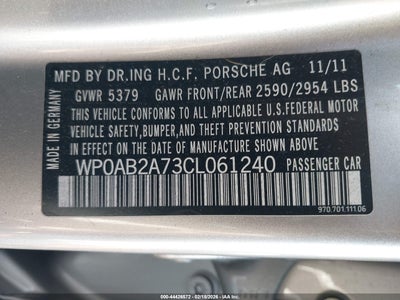 MFD BY DR.ING H.C.F. PORSCHE AG 11/11
GVWR 5379 GAWR FRONT/REAR 2590/2954 LBS
THIS VEHICLE CONFORMS TO ALL APPLICABLE
U.S.FEDERAL MOTOR
VEHICLE SAFETY,BUMPER,AND THEFT
PREVENTION STANDARDS IN EFFECT ON THE
DATE OF MANUFACTURE SHOWN ABOVE
WP0AB2A73CL061240 PASSENGER CAR
MADE IN GERMANY
970.701.111.06
000-44428572 02/18/2026 IAA Inc.